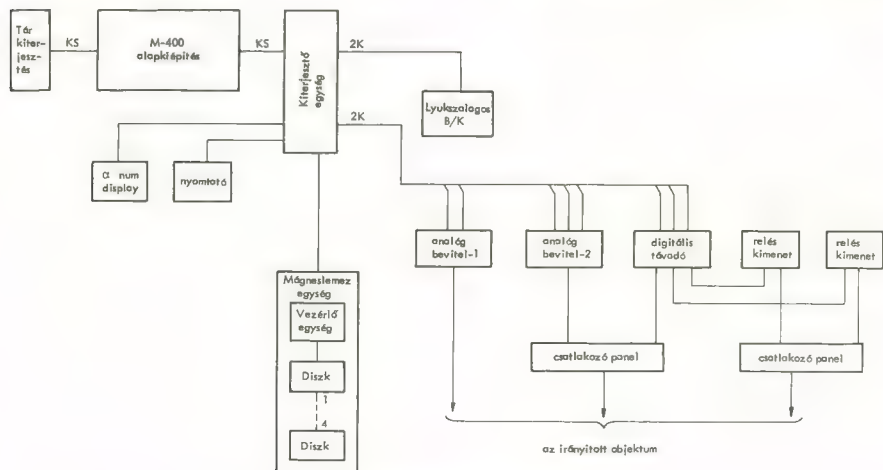 Tár
kiter-
jesz-
tés
KS
M-400
alapkiépítés
KS
Kiterjesztő
egység
2K
Lyukszalagos
B/K
2K
α num
display
nyomtató
analóg
bevitel-1
analóg
bevitel-2
digitális
távadó
relés
kimenet
relés
kimenet
Mágneslemez
egység
Vezérlő
egység
Diszk
1
4
Diszk
csatlakozó panel
csatlakozó panel
az irányított objektum